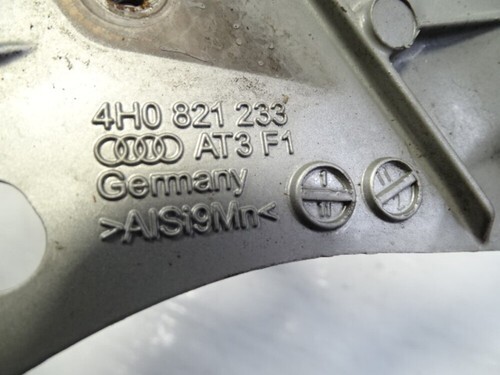 4H0 821 233
AT3 F1
Germany
>AlSi9Mn<